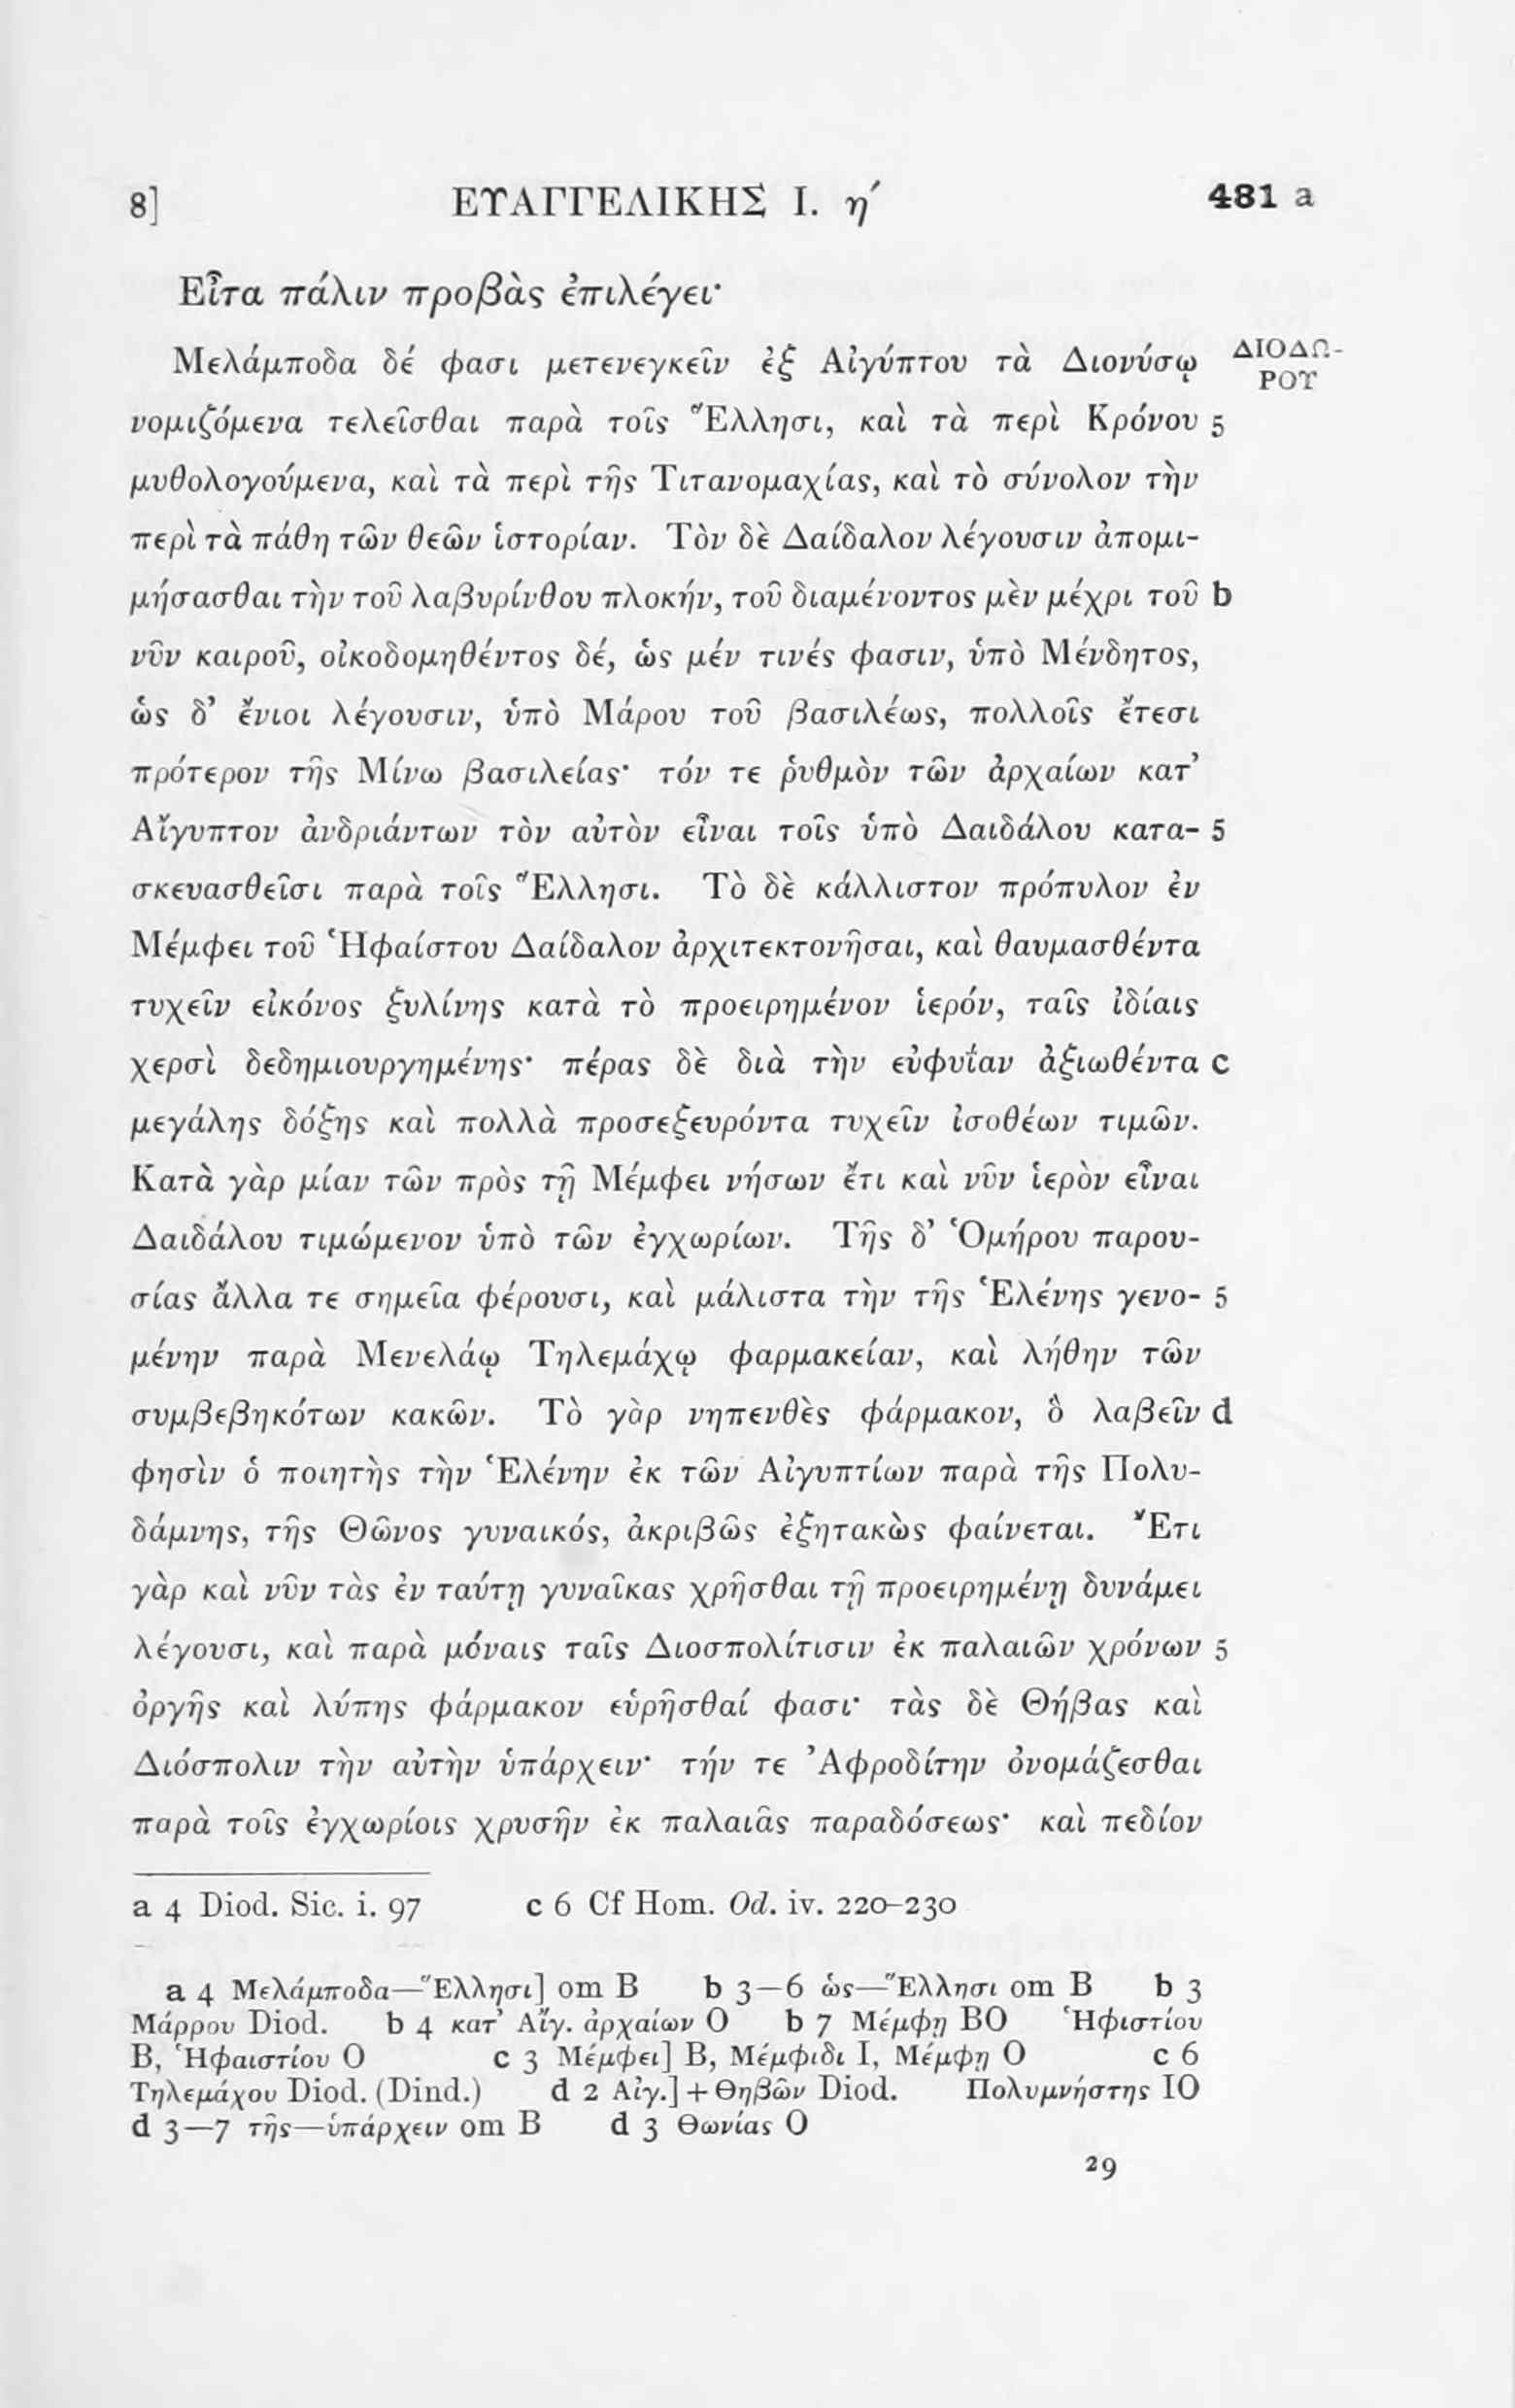 8] ΕΥΑΓΓΕΛΙΚΗΣ Ι. η´ 481 a
Εἶτα πάλιν προβὰς ἐπιλέγει·
Μελάμποδα δέ φασι μετενεγκεῖν ἐξ Αἰγύπτου τὰ Διονύσῳ ΔΙΟΔΩ-
ΡΟΥ
νομιζόμενα τελεῖσθαι παρὰ τοῖς Ἕλλησι, καὶ τὰ περὶ Κρόνου 5
μυθολογούμενα, καὶ τὰ περὶ τῆς Τιτανομαχίας, καὶ τὸ σύνολον τὴν
περὶ τὰ πάθη τῶν θεῶν ἱστορίαν. Τὸν δὲ Δαίδαλον λέγουσιν ἀπομι-
μήσασθαι τὴν τοῦ λαβυρίνθου πλοκήν, τοῦ διαμένοντος μὲν μέχρι τοῦ b
νῦν καιροῦ, οἰκοδομηθέντος δέ, ὡς μέν τινές φασιν, ὑπὸ Μένδητος,
ὡς δ’ ἔνιοι λέγουσιν, ὑπὸ Μάρου τοῦ βασιλέως, πολλοῖς ἔτεσι
πρότερον τῆς Μίνω βασιλείας· τόν τε ῥυθμὸν τῶν ἀρχαίων κατ’
Αἴγυπτον ἀνδριάντων τὸν αὐτὸν εἶναι τοῖς ὑπὸ Δαιδάλου κατα- 5
σκευασθεῖσι παρὰ τοῖς Ἕλλησι. Τὸ δὲ κάλλιστον πρόπυλον ἐν
Μέμφει τοῦ Ἡφαίστου Δαίδαλον ἀρχιτεκτονῆσαι, καὶ θαυμασθέντα
τυχεῖν εἰκόνος ξυλίνης κατὰ τὸ προειρημένον ἱερόν, ταῖς ἰδίαις
χερσὶ δεδημιουργημένης· πέρας δὲ διὰ τὴν εὐφυΐαν ἀξιωθέντα c
μεγάλης δόξης καὶ πολλὰ προσεξευρόντα τυχεῖν ἰσοθέων τιμῶν.
Κατὰ γὰρ μίαν τῶν πρὸς τῇ Μέμφει νήσων ἔτι καὶ νῦν ἱερὸν εἶναι
Δαιδάλου τιμώμενον ὑπὸ τῶν ἐγχωρίων. Τῆς δ’ Ὁμήρου παρου-
σίας ἄλλα τε σημεῖα φέρουσι, καὶ μάλιστα τὴν τῆς Ἑλένης γενο- 5
μένην παρὰ Μενελάῳ Τηλεμάχῳ φαρμακείαν, καὶ λήθην τῶν
συμβεβηκότων κακῶν. Τὸ γὰρ νηπενθὲς φάρμακον, ὃ λαβεῖν d
φησὶν ὁ ποιητὴς τὴν Ἑλένην ἐκ τῶν Αἰγυπτίων παρὰ τῆς Πολυ-
δάμνης, τῆς Θῶνος γυναικός, ἀκριβῶς ἐξητακὼς φαίνεται. Ἔτι
γὰρ καὶ νῦν τὰς ἐν ταύτῃ γυναῖκας χρῆσθαι τῇ προειρημένῃ δυνάμει
λέγουσι, καὶ παρὰ μόναις ταῖς Διοσπολίτισιν ἐκ παλαιῶν χρόνων 5
ὀργῆς καὶ λύπης φάρμακον εὑρῆσθαί φασι· τὰς δὲ Θήβας καὶ
Διόσπολιν τὴν αὐτὴν ὑπάρχειν· τήν τε Ἀφροδίτην ὀνομάζεσθαι
παρὰ τοῖς ἐγχωρίοις χρυσῆν ἐκ παλαιᾶς παραδόσεως· καὶ πεδίον
a 4 Diod. Sic. i. 97 c 6 Cf Hom. Od. iv. 220–230
a 4 Μελάμποδα—Ἕλλησι] om B b 3—6 ὡς—Ἕλλησι om B b 3
Μάρρου Diod. b 4 κατ’ Αἴγ. ἀρχαίων O b 7 Μέμφῃ BO Ἡφιστίου
B, Ἡφαιστίου O c 3 Μέμφει] B, Μέμφιδι I, Μέμφῃ O c 6
Τηλεμάχου Diod. (Dind.) d 2 Αἰγ.] + Θηβῶν Diod. Πολυμνήστης IO
d 3—7 τῆς—ὑπάρχειν om B d 3 Θωνίας O
29